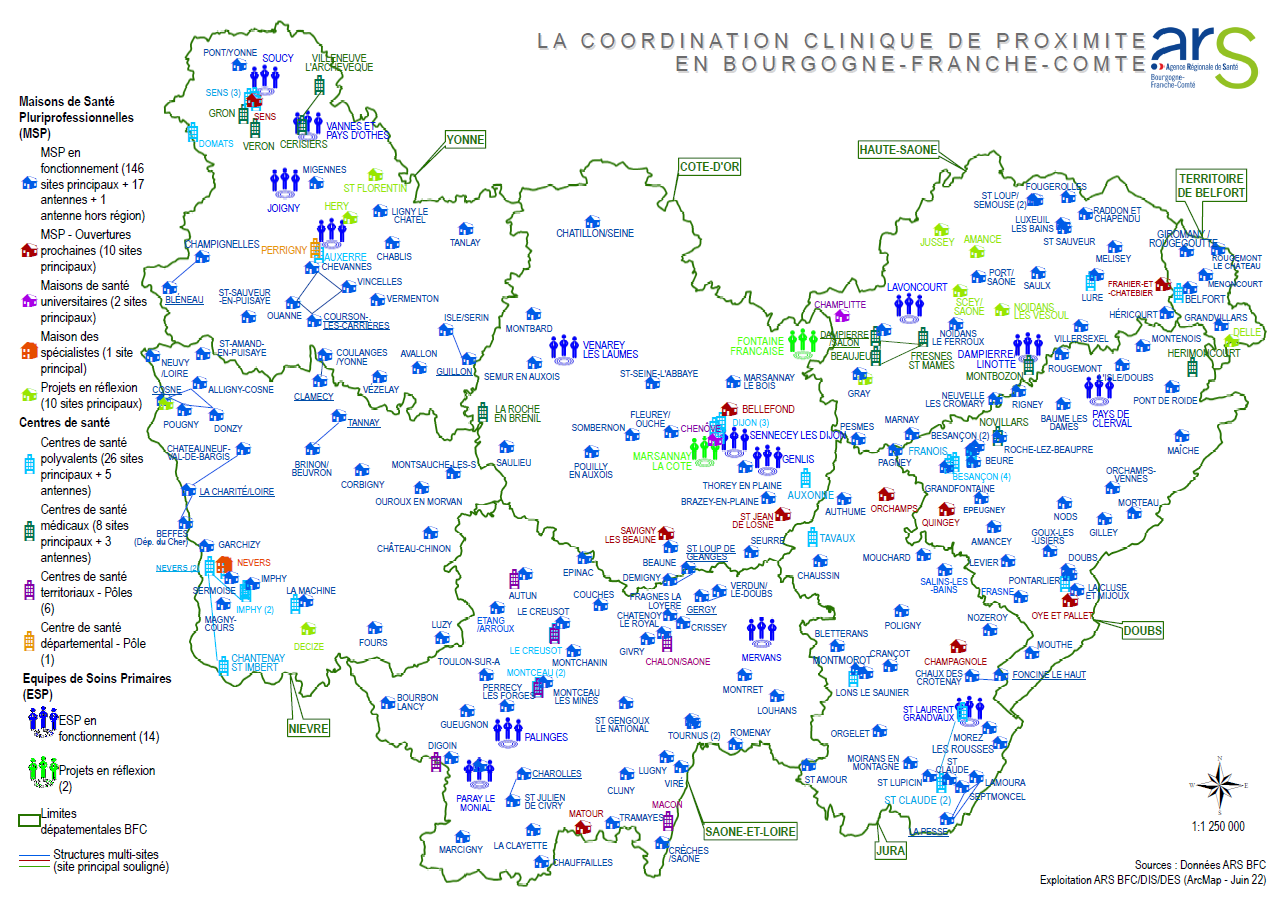 LA COORDINATION CLINIQUE DE PROXIMITE
EN BOURGOGNE-FRANCHE-COMTE
ars
Agence Régionale de Santé
Bourgogne-
Franche-Comté
Maisons de Santé
Pluriprofessionnelles
(MSP)
MSP en
fonctionnement (146
sites principaux + 17
antennes + 1
antenne hors région)
MSP - Ouvertures
prochaines (10 sites
principaux)
Maisons de santé
universitaires (2 sites
principaux)
Maison des
spécialistes (1 site
principal)
Projets en réflexion
(10 sites principaux)
Centres de santé
Centres de santé
polyvalents (26 sites
principaux + 5
antennes)
Centres de santé
médicaux (8 sites
principaux + 3
antennes)
Centres de santé
territoriaux - Pôles
(6)
Centre de santé
départemental - Pôle
(1)
Equipes de Soins Primaires
(ESP)
ESP en
fonctionnement (14)
Projets en réflexion
(2)
Limites
dépatementales BFC
Structures multi-sites
(site principal souligné)
YONNE
COTE-D'OR
HAUTE-SAONE
TERRITOIRE
DE BELFORT
DOUBS
JURA
SAONE-ET-LOIRE
NIEVRE
PONT/YONNE
SOUCY
VILLENEUVE
L'ARCHEVEQUE
SENS (3)
SENS
GRON
VERON
CERISIERS
VANNES ET
PAYS D'OTHES
DOMATS
MIGENNES
ST FLORENTIN
JOIGNY
HERY
LIGNY LE
CHATEL
TANLAY
CHABLIS
PERRIGNY
AUXERRE
CHEVANNES
CHAMPIGNELLES
BLÉNEAU
ST-SAUVEUR
-EN-PUISAYE
OUANNE
VINCELLES
VERMENTON
COURSON-
LES-CARRIÈRES
ST-AMAND-
EN-PUISAYE
COULANGES
/YONNE
AVALLON
ISLE/SERIN
GUILLON
VEZELAY
CHATILLON/SEINE
MONTBARD
VENAREY
LES LAUMES
SEMUR EN AUXOIS
ST-SEINE-L'ABBAYE
MARSANNAY
LE BOIS
FONTAINE
FRANCAISE
BELLEFOND
DIJON (3)
CHENOVE
SENNECEY LES DIJON
MARSANNAY
LA COTE
GENLIS
THOREY EN PLAINE
BRAZEY-EN-PLAINE
AUXONNE
FLEUREY/
OUCHE
SOMBERNON
POUILLY
EN AUXOIS
SAULIEU
LA ROCHE
EN BRENIL
ST JEAN
DE LOSNE
SEURRE
SAVIGNY
LES BEAUNE
BEAUNE
NEUVY
/LOIRE
COSNE
ALLIGNY-COSNE
POUGNY
DONZY
CLAMECY
TANNAY
CHATEAUNEUF-
VAL-DE-BARGIS
BRINON/
BEUVRON
CORBIGNY
MONTSAUCHE-LES-S
OUROUX EN MORVAN
LA CHARITÉ/LOIRE
BEFFES
(Dép. du Cher)
GARCHIZY
CHÂTEAU-CHINON
NEVERS (2
NEVERS
IMPHY
SERMOISE
IMPHY (2)
LA MACHINE
MAGNY-
COURS
DECIZE
FOURS
LUZY
CHANTENAY
ST IMBERT
CHAMPLITTE
LAVONCOURT
JUSSEY
AMANCE
SCEY/
SAÔNE
PORT/
SAÔNE
SAULX
NOIDANS
LES VESOUL
FOUGEROLLES
ST LOUP/
SEMOUSE (2)
RADDON ET
CHAPENDU
LUXEUIL
LES BAINS
ST SAUVEUR
MELISEY
LURE
FRAHIER-ET
-CHATEBIER
GIROMANY /
ROUGEGOUTTE
ROUGEMONT
LE CHATEAU
MENONCOURT
BELFORT
HÉRICOURT
GRANDVILLARS
DELLE
DAMPIERRE
/SALON
BEAUJEU
NOIDANS
LE FERROUX
FRESNES
ST MAMES
GRAY
DAMPIERRE
LINOTTE
MONTBOZON
VILLERSEXEL
ROUGEMONT
L'ISLE/DOUBS
MONTENOIS
HERIMONCOURT
PONT DE ROIDE
PAYS DE
CLERVAL
MAÎCHE
NEUVELLE
LES CROMARY
RIGNEY
BAUME LES
DAMES
NOVILLARS
ROCHE-LEZ-BEAUPRE
BEURE
BESANÇON (2)
FRANOIS
BESANÇON (4)
MARNAY
PESMES
PAGNEY
GRANDFONTAINE
EPEUGNEY
ORCHAMPS
QUINGEY
AUTHUME
AMANCEY
NODS
ORCHAMPS-
VENNES
MORTEAU
GILLEY
GOUX-LES
-USIERS
DOUBS
LEVIER
PONTARLIER
FRASNE
LA CLUSE
ET MIJOUX
OYE ET PALLET
MOUTHE
TAVAUX
CHAUSSIN
MOUCHARD
SALINS-LES
-BAINS
POLIGNY
NOZEROY
CHAMPAGNOLE
FONCINE LE HAUT
CHAUX DES
CROTENAY
BLETTERANS
MONTMOROT
CRANÇOT
LONS LE SAUNIER
ST LAURENT
GRANDVAUX
MOREZ
LES ROUSSES
ORGELET
MOIRANS EN
MONTAGNE
ST LUPICIN
ST
CLAUDE
ST CLAUDE (2)
LAMOURA
SEPTMONCEL
LA PESSE
ST AMOUR
EPINAC
AUTUN
ETANG
/ARROUX
COUCHES
DEMIGNY
ST. LOUP DE
GEANGES
FRAGNES LA
LOYERE
VERDUN/
LE-DOUBS
GERGY
CHATENOY
LE ROYAL
CRISSEY
GIVRY
CHALON/SAONE
LE CREUSOT
LE CREUSOT
MONTCHANIN
MONTCEAU (2)
MONTCEAU
LES MINES
TOULON-SUR-A
PERRECY
LES FORGES
BOURBON
LANCY
GUEUGNON
DIGOIN
PALINGES
PARAY LE
MONIAL
CHAROLLES
ST JULIEN
DE CIVRY
MARCIGNY
LA CLAYETTE
CHAUFFAILLES
MATOUR
TRAMAYES
MACON
CRÈCHES
/SAÔNE
CLUNY
LUGNY
VIRÉ
ST GENGOUX
LE NATIONAL
TOURNUS (2)
ROMENAY
MERVANS
MONTRET
LOUHANS
N
W
E
S
1:1 250 000
Sources : Données ARS BFC
Exploitation ARS BFC/DIS/DES (ArcMap - Juin 22)